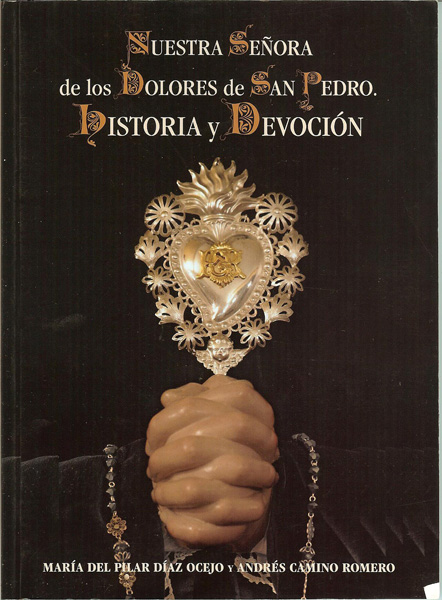 NUESTRA SEÑORA
de los DOLORES de SAN PEDRO.
HISTORIA y DEVOCIÓN
MARÍA DEL PILAR DÍAZ OCEJO Y ANDRÉS CAMINO ROMERO